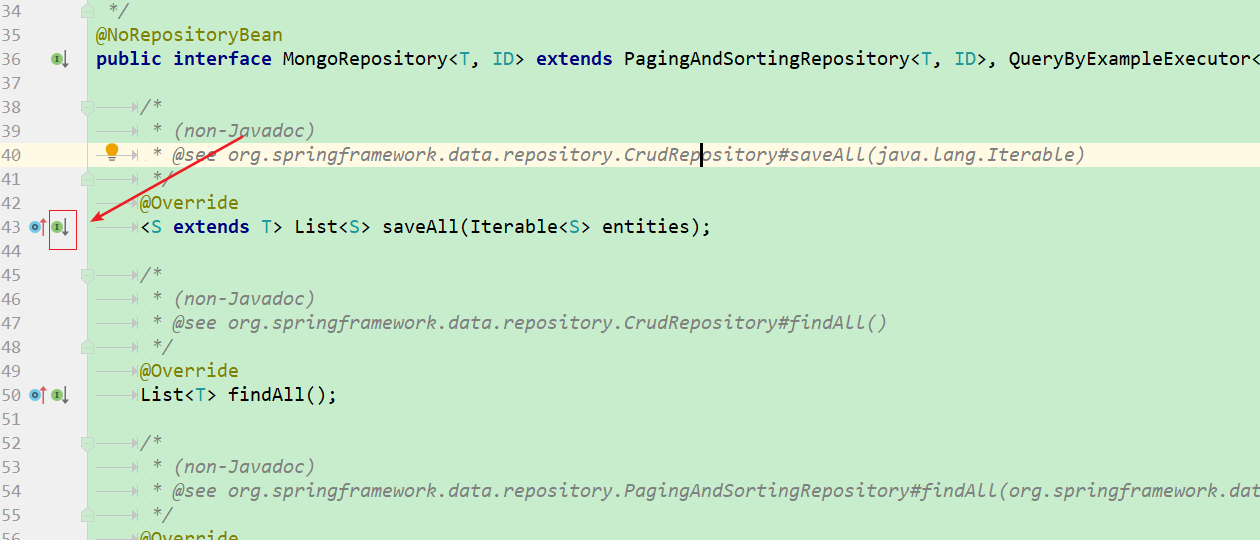 34 */
35 @NoRepositoryBean
36 public interface MongoRepository<T, ID> extends PagingAndSortingRepository<T, ID>, QueryByExampleExecutor<
37
38 /*
39 * (non-Javadoc)
40 * @see org.springframework.data.repository.CrudRepository#saveAll(java.lang.Iterable)
41 */
42 @Override
43 <S extends T> List<S> saveAll(Iterable<S> entities);
44
45 /*
46 * (non-Javadoc)
47 * @see org.springframework.data.repository.CrudRepository#findAll()
48 */
49 @Override
50 List<T> findAll();
51
52 /*
53 * (non-Javadoc)
54 * @see org.springframework.data.repository.PagingAndSortingRepository#findAll(org.springframework.dat
55 */
56 @Override